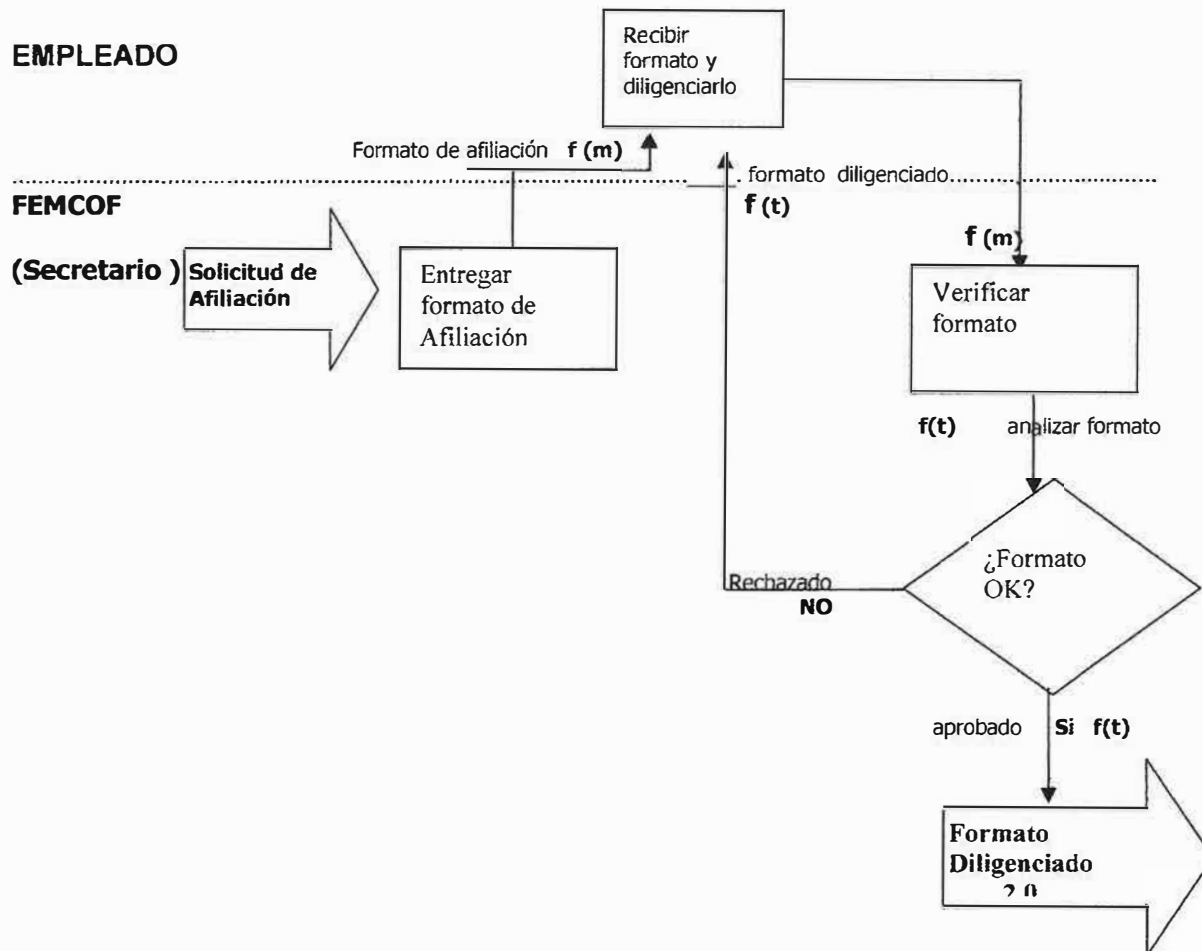 EMPLEADO
Recibir
formato y
diligenciarlo
Formato de afiliación f (m)
formato diligenciado
f (t)
FEMCOF
(Secretario )
Solicitud de
Afiliación
Entregar
formato de
Afiliación
f (m)
Verificar
formato
f(t) analizar formato
¿Formato
OK?
Rechazado
NO
aprobado Si f(t)
Formato
Diligenciado